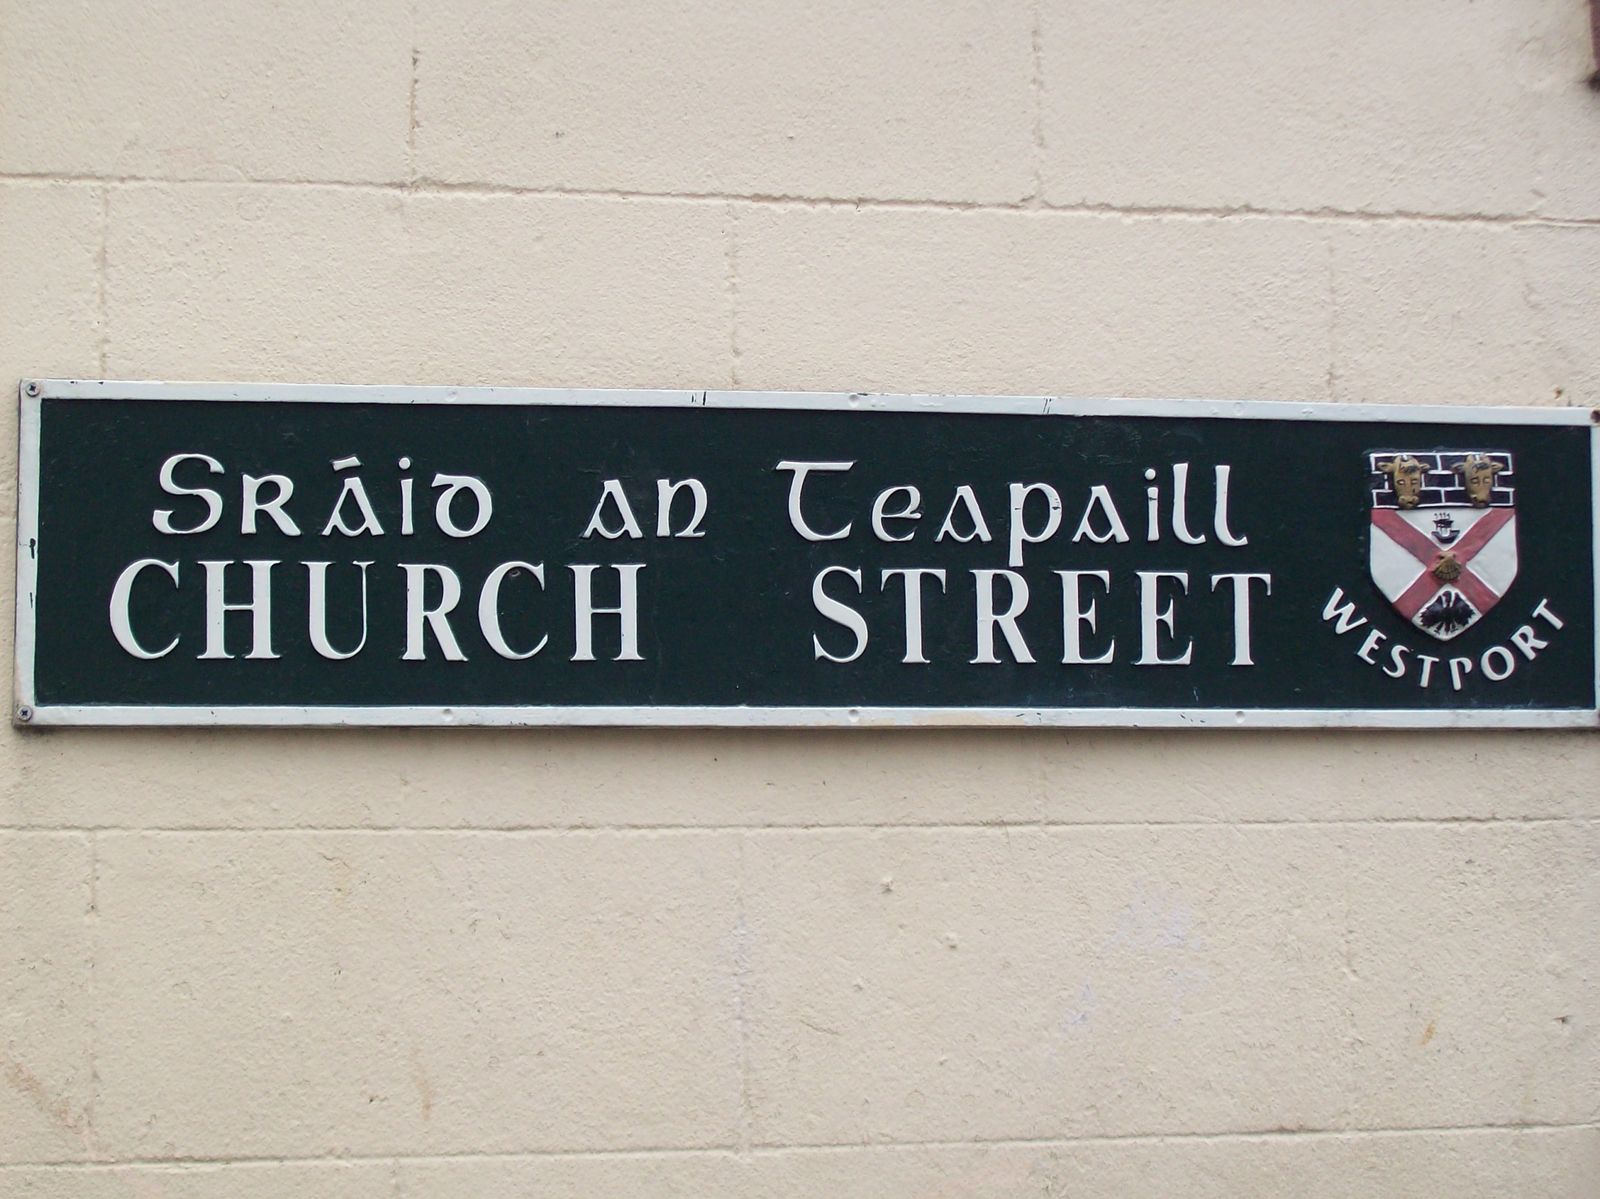 Sráid an Teapaill
CHURCH STREET
WESTPORT